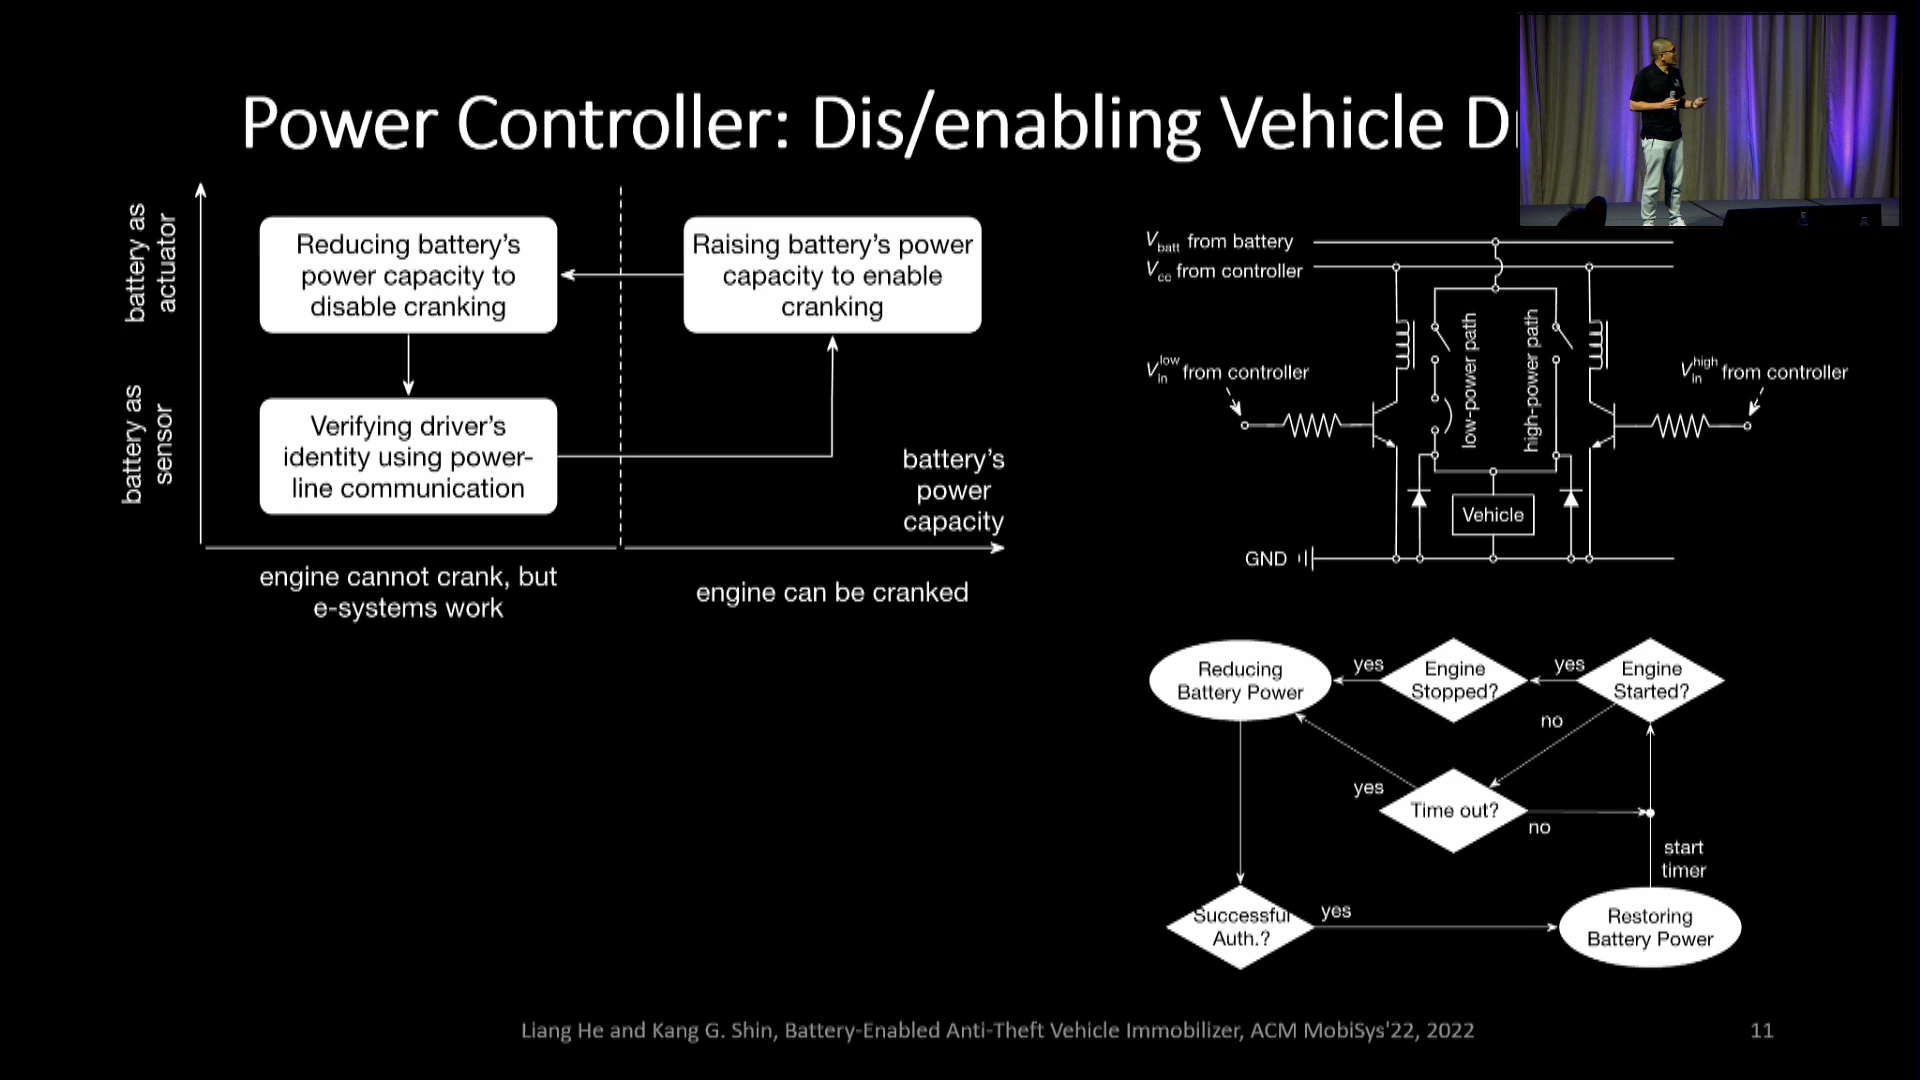 Power Controller: Dis/enabling Vehicle
battery as
actuator
battery as
sensor
Reducing battery's
power capacity to
disable cranking
Raising battery's power
capacity to enable
cranking
Verifying driver's
identity using power-
line communication
battery's
power
capacity
engine cannot crank, but
e-systems work
engine can be cranked
Vbatt from battery
Vcc from controller
low-power path
high-power path
Vin low from controller
Vin high from controller
Vehicle
GND
Reducing
Battery Power
yes
Engine
Stopped?
yes
Engine
Started?
no
yes
Time out?
no
start
timer
Successful
Auth.?
yes
Restoring
Battery Power
Liang He and Kang G. Shin, Battery-Enabled Anti-Theft Vehicle Immobilizer, ACM MobiSys'22, 2022
11